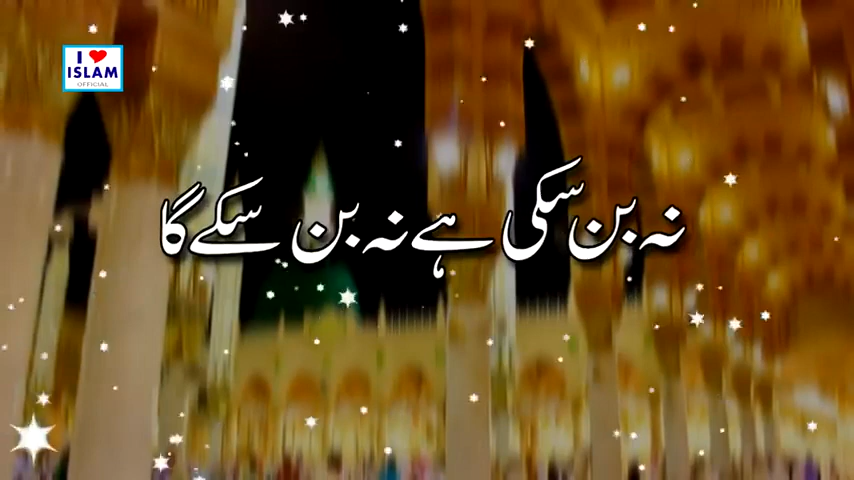 I ❤ ISLAM
OFFICIAL
نہ بن سکی ہے نہ بن سکے گا